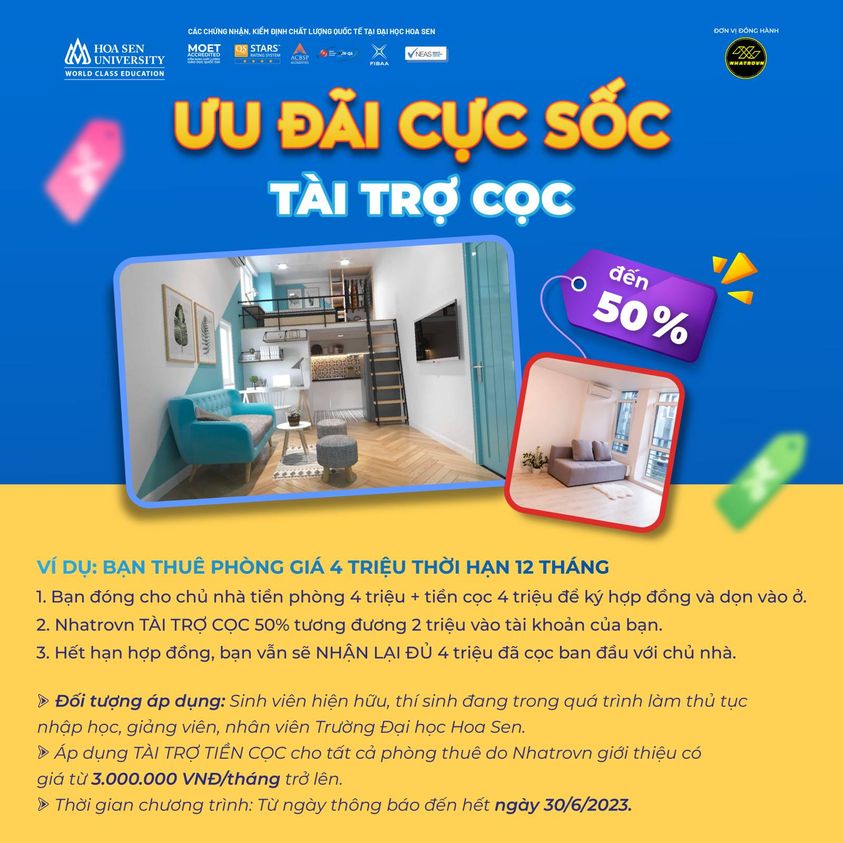 CÁC CHỨNG NHẬN, KIỂM ĐỊNH CHẤT LƯỢNG QUỐC TẾ TẠI ĐẠI HỌC HOA SEN
ĐƠN VỊ ĐỒNG HÀNH
HOA SEN
UNIVERSITY
WORLD CLASS EDUCATION
MOET
ACCREDITED
QS STARS
RATING SYSTEM
ACBSP
FIBAA
NEAS
NHATROVN
ƯU ĐÃI CỰC SỐC
TÀI TRỢ CỌC
đến
50%
VÍ DỤ: BẠN THUÊ PHÒNG GIÁ 4 TRIỆU THỜI HẠN 12 THÁNG
1. Bạn đóng cho chủ nhà tiền phòng 4 triệu + tiền cọc 4 triệu để ký hợp đồng và dọn vào ở.
2. Nhatrovn TÀI TRỢ CỌC 50% tương đương 2 triệu vào tài khoản của bạn.
3. Hết hạn hợp đồng, bạn vẫn sẽ NHẬN LẠI ĐỦ 4 triệu đã cọc ban đầu với chủ nhà.
Đối tượng áp dụng: Sinh viên hiện hữu, thí sinh đang trong quá trình làm thủ tục
nhập học, giảng viên, nhân viên Trường Đại học Hoa Sen.
Áp dụng TÀI TRỢ TIỀN CỌC cho tất cả phòng thuê do Nhatrovn giới thiệu có
giá từ 3.000.000 VNĐ/tháng trở lên.
Thời gian chương trình: Từ ngày thông báo đến hết ngày 30/6/2023.